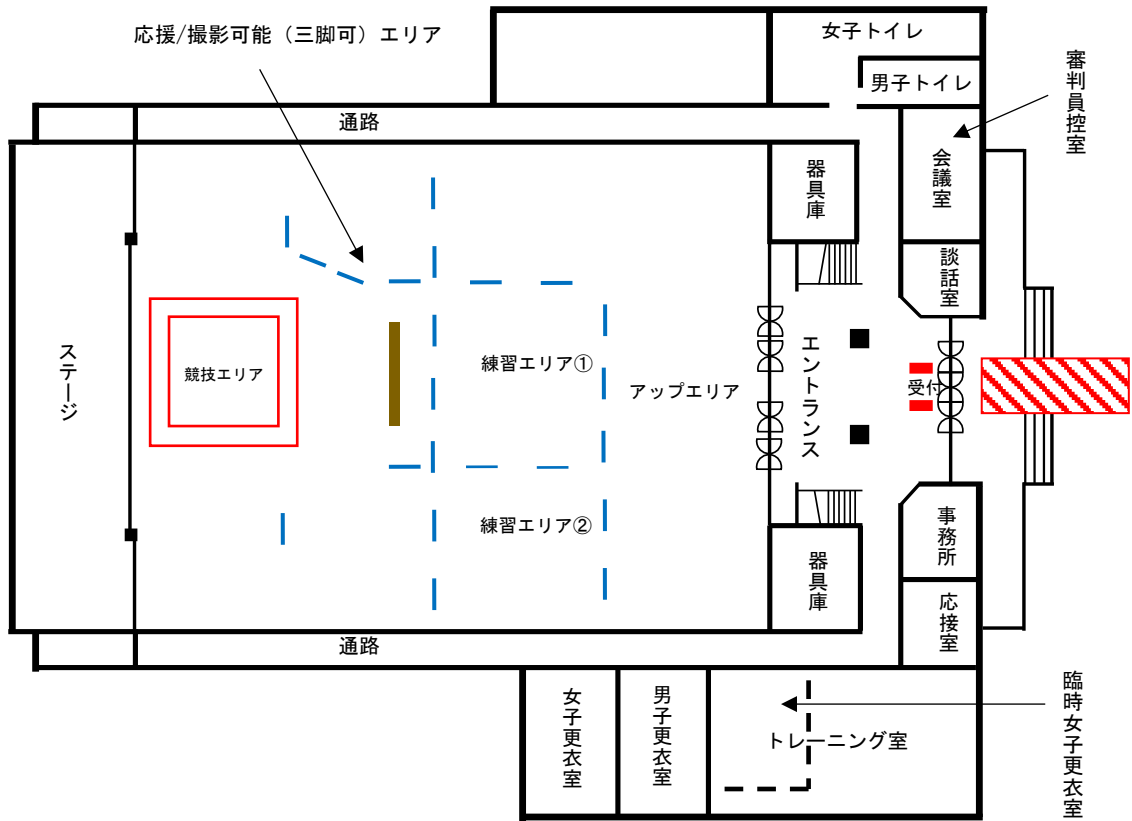 応援/撮影可能（三脚可）エリア
女子トイレ
男子トイレ
審判員控室
通路
器具庫
会議室
談話室
ステージ
競技エリア
練習エリア①
アップエリア
エントランス
受付
練習エリア②
器具庫
事務所
応接室
通路
女子更衣室
男子更衣室
トレーニング室
臨時女子更衣室